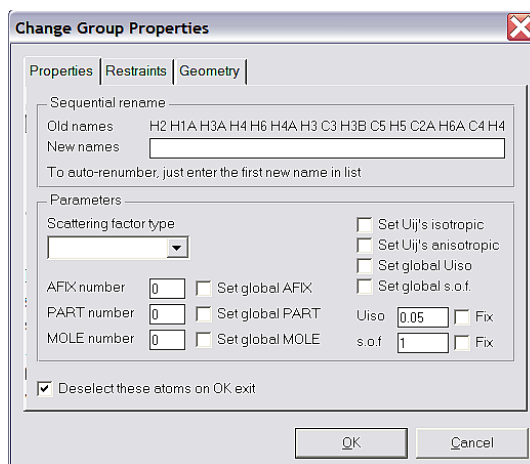 Change Group Properties
Properties Restraints Geometry
Sequential rename
Old names H2 H1A H3A H4 H6 H4A H3 C3 H3B C5 H5 C2A H6A C4 H4
New names
To auto-renumber, just enter the first new name in list
Parameters
Scattering factor type
Set Uij's isotropic
Set Uij's anisotropic
Set global Uiso
Set global s.o.f.
AFIX number 0 Set global AFIX
PART number 0 Set global PART
Uiso 0.05 Fix
MOLE number 0 Set global MOLE
s.o.f 1 Fix
Deselect these atoms on OK exit
OK Cancel